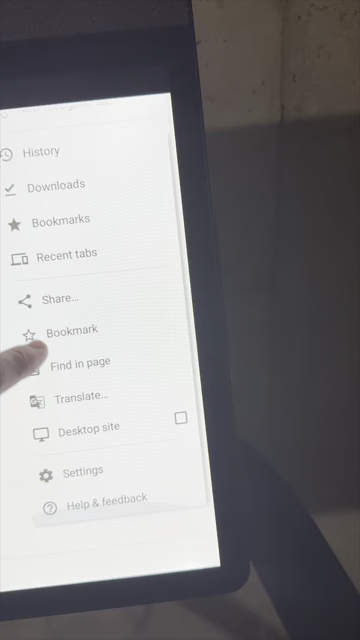 History
Downloads
Bookmarks
Recent tabs
Share...
Bookmark
Find in page
Translate...
Desktop site
Settings
Help & feedback